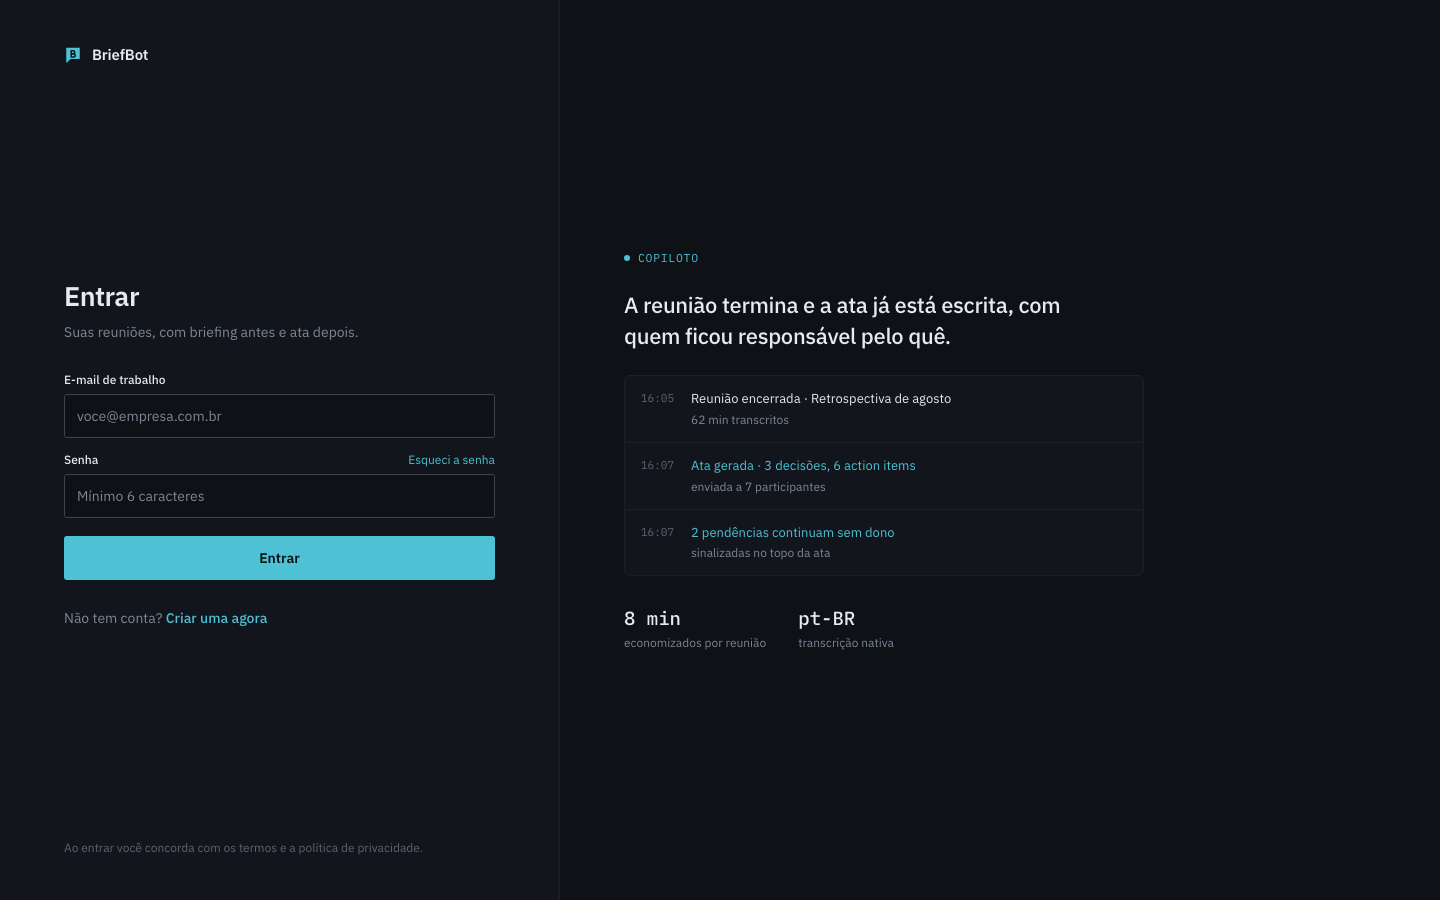 B
BriefBot
Entrar
Suas reuniões, com briefing antes e ata depois.
E-mail de trabalho
voce@empresa.com.br
Senha
Esqueci a senha
Mínimo 6 caracteres
Entrar
Não tem conta? Criar uma agora
Ao entrar você concorda com os termos e a política de privacidade.
COPILOTO
A reunião termina e a ata já está escrita, com
quem ficou responsável pelo quê.
16:05 Reunião encerrada · Retrospectiva de agosto
62 min transcritos
16:07 Ata gerada · 3 decisões, 6 action items
enviada a 7 participantes
16:07 2 pendências continuam sem dono
sinalizadas no topo da ata
8 min
economizados por reunião
pt-BR
transcrição nativa